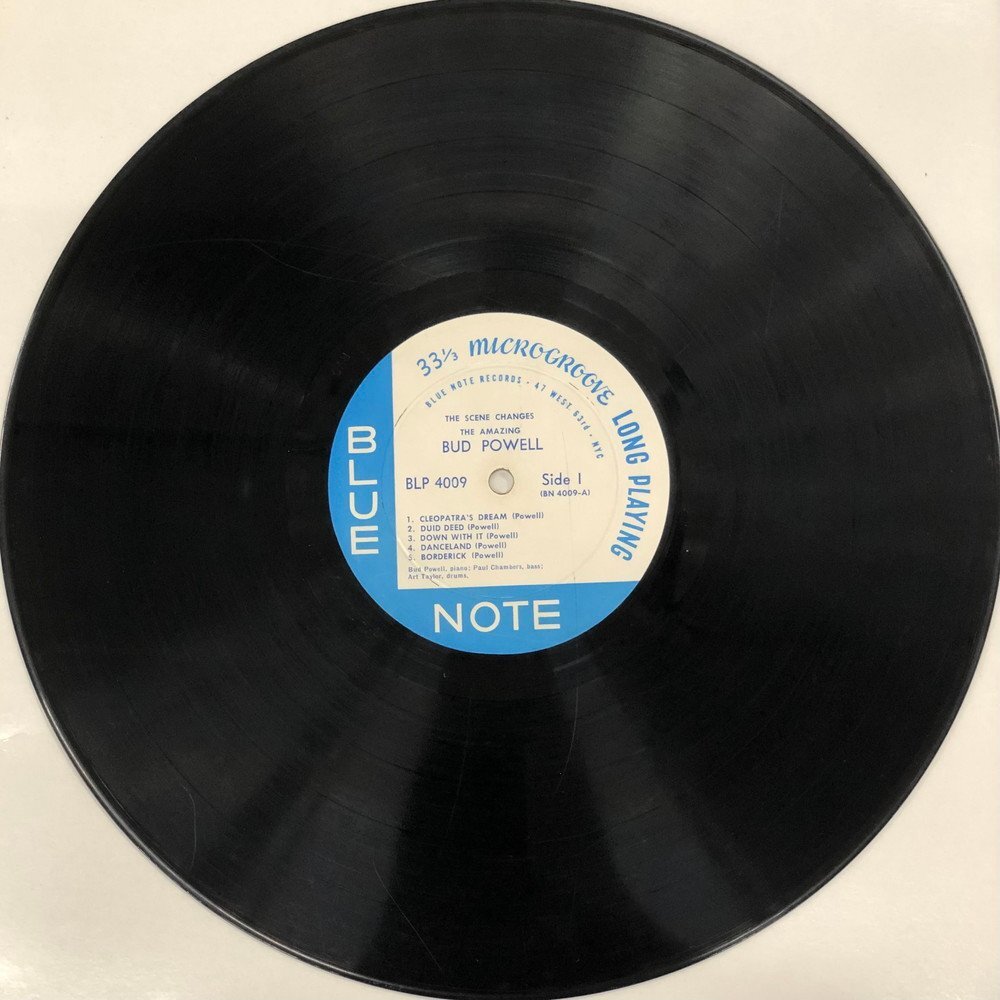 33⅓ MICROGROOVE LONG PLAYING
BLUE NOTE RECORDS · 47 WEST 63rd · NYC
THE SCENE CHANGES
THE AMAZING
BUD POWELL
BLP 4009 Side 1
(BN 4009-A)
1. CLEOPATRA'S DREAM (Powell)
2. DUID DEED (Powell)
3. DOWN WITH IT (Powell)
4. DANCELAND (Powell)
5. BORDERICK (Powell)
Bud Powell, piano; Paul Chambers, bass;
Art Taylor, drums.
BLUE
NOTE